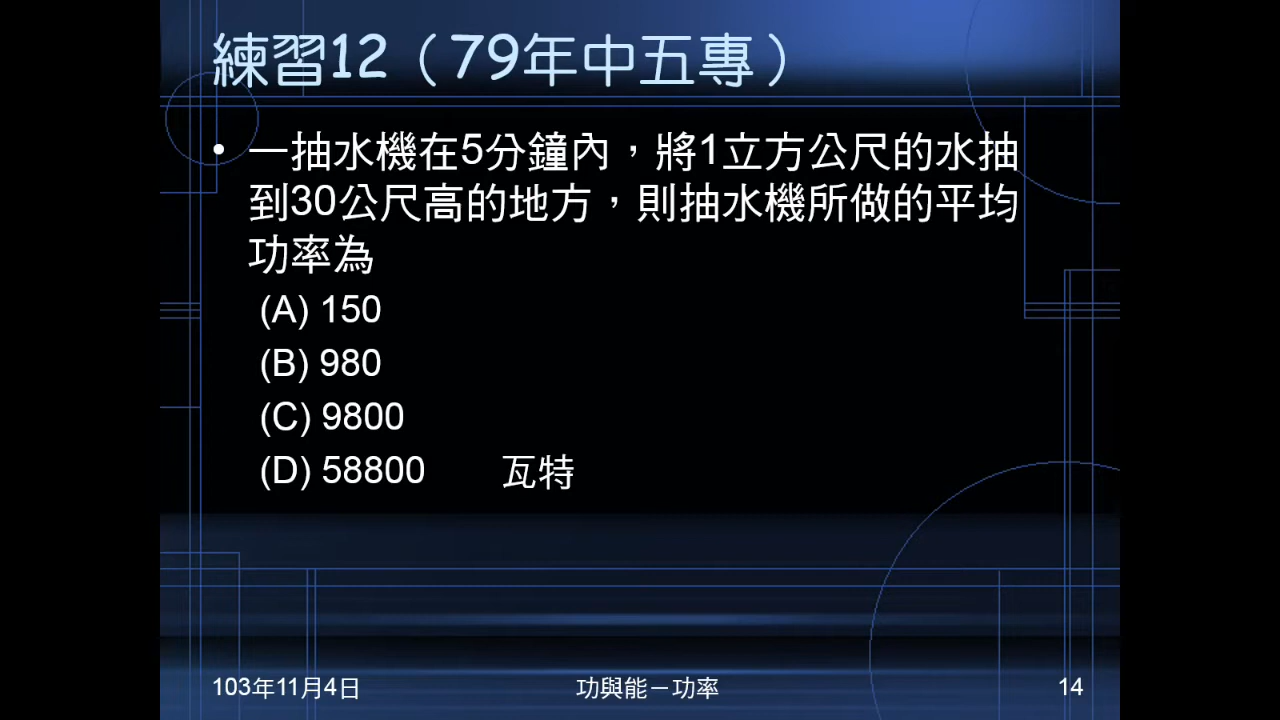 練習12（79年中五專）
• 一抽水機在5分鐘內，將1立方公尺的水抽
到30公尺高的地方，則抽水機所做的平均
功率為
(A) 150
(B) 980
(C) 9800
(D) 58800 瓦特
103年11月4日 功與能－功率 14